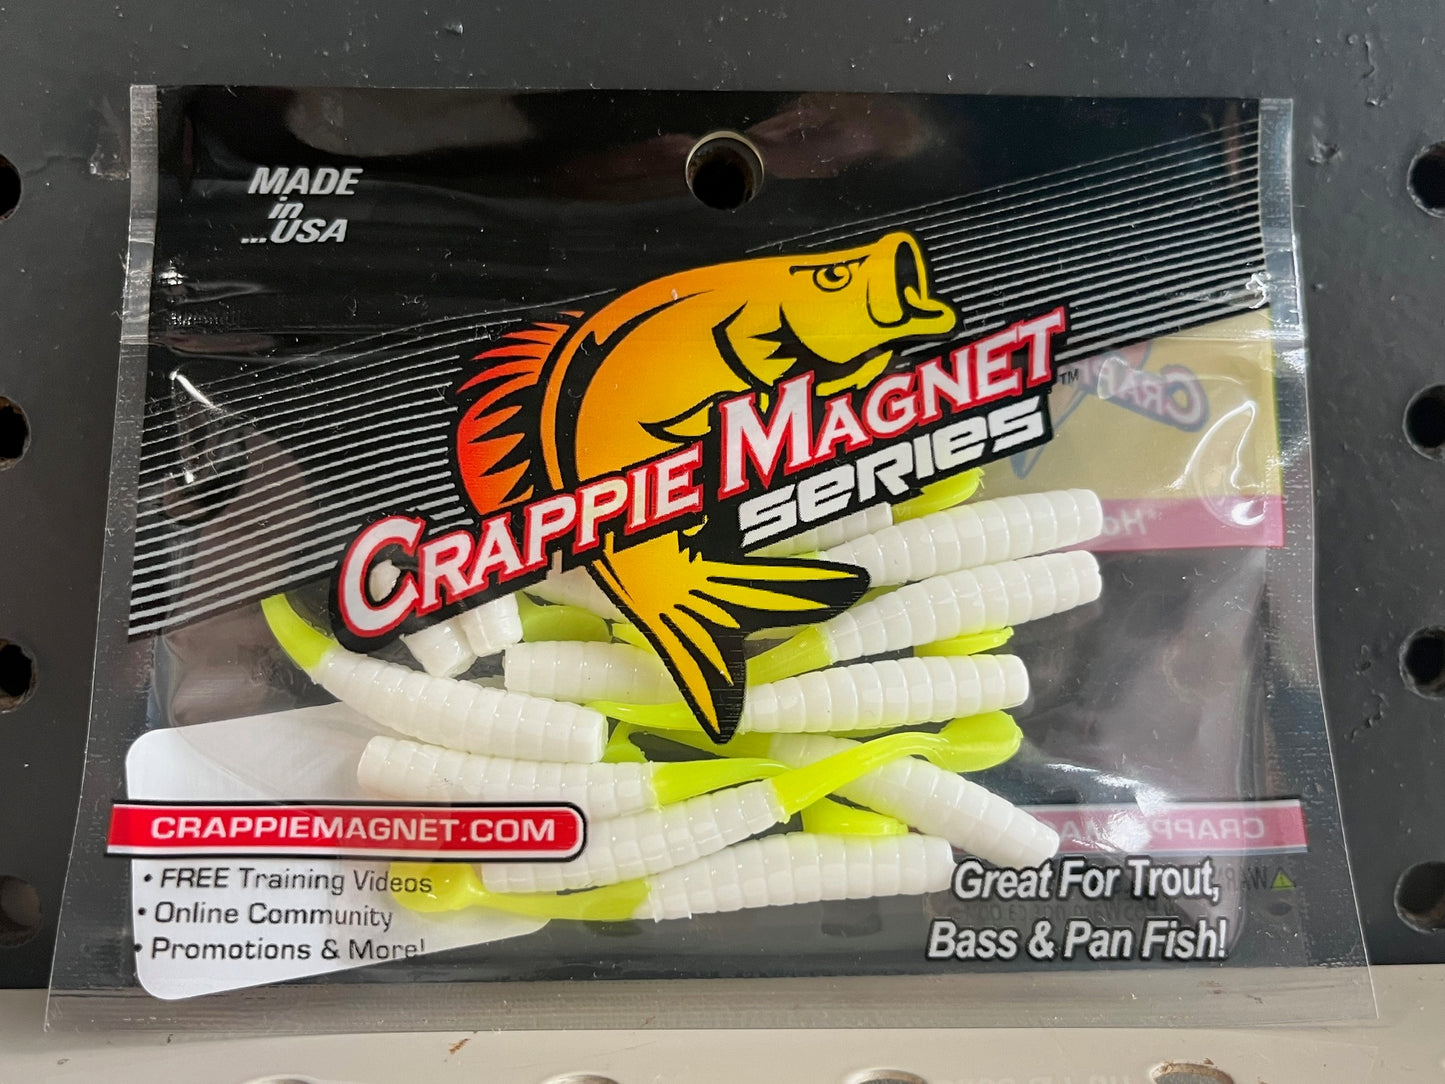 MADE
in
...USA
CRAPPIE MAGNET™
SERIES
CRAPPIEMAGNET.COM
• FREE Training Videos
• Online Community
• Promotions & More!
Great For Trout,
Bass & Pan Fish!